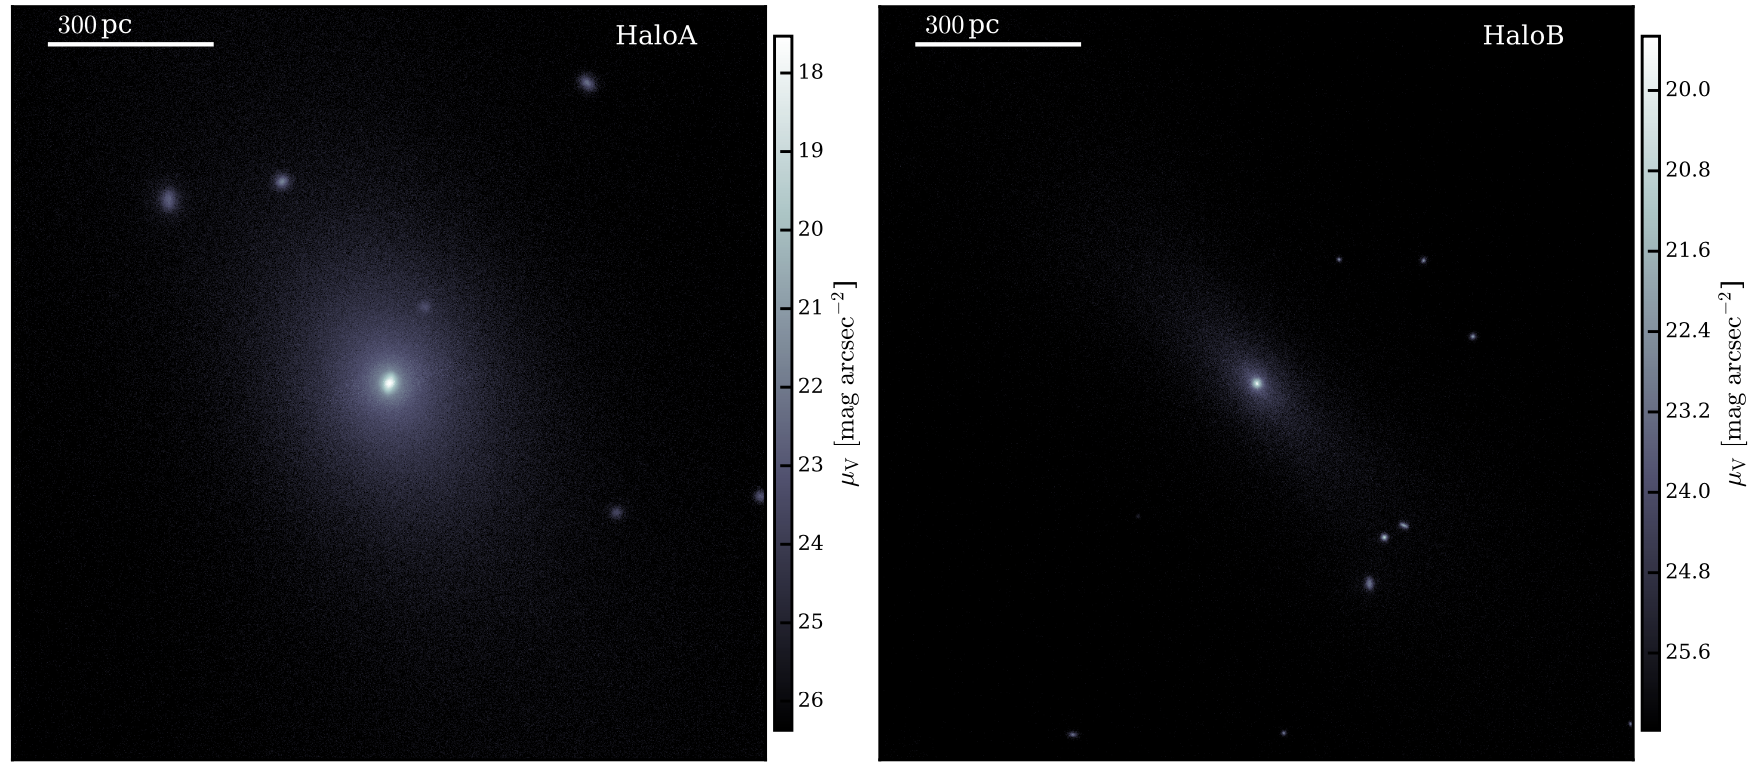 300 pc
HaloA
18
19
20
21
22
23
24
25
26
μV [mag arcsec−2]
300 pc
HaloB
20.0
20.8
21.6
22.4
23.2
24.0
24.8
25.6
μV [mag arcsec−2]